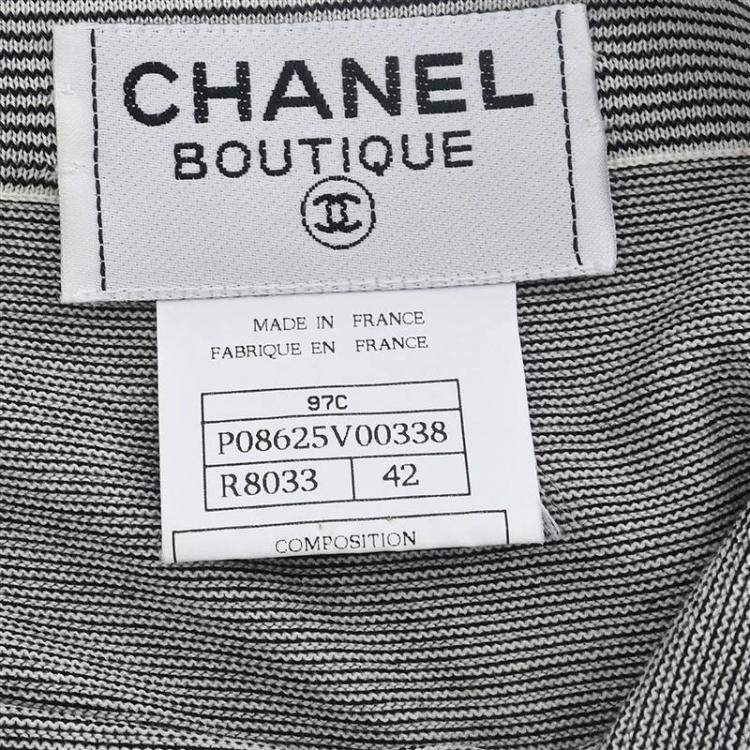 CHANEL
BOUTIQUE
MADE IN FRANCE
FABRIQUE EN FRANCE
97C
P08625V00338
R8033 42
COMPOSITION